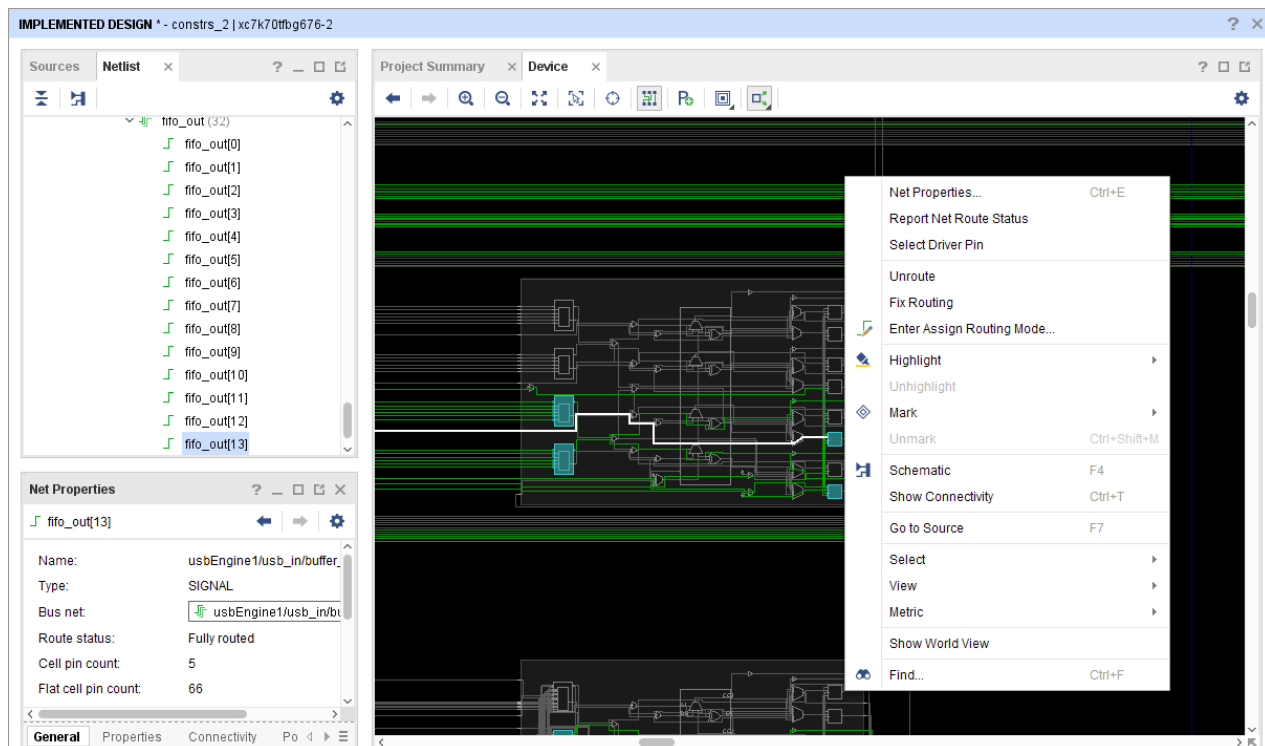 IMPLEMENTED DESIGN * - constrs_2 | xc7k70tfbg676-2
Sources Netlist
fifo_out (32)
fifo_out[0]
fifo_out[1]
fifo_out[2]
fifo_out[3]
fifo_out[4]
fifo_out[5]
fifo_out[6]
fifo_out[7]
fifo_out[8]
fifo_out[9]
fifo_out[10]
fifo_out[11]
fifo_out[12]
fifo_out[13]
Net Properties
fifo_out[13]
Name: usbEngine1/usb_in/buffer_
Type: SIGNAL
Bus net: usbEngine1/usb_in/bu
Route status: Fully routed
Cell pin count: 5
Flat cell pin count: 66
General Properties Connectivity Po
Project Summary Device
Net Properties... Ctrl+E
Report Net Route Status
Select Driver Pin
Unroute
Fix Routing
Enter Assign Routing Mode...
Highlight
Unhighlight
Mark
Unmark Ctrl+Shift+M
Schematic F4
Show Connectivity Ctrl+T
Go to Source F7
Select
View
Metric
Show World View
Find... Ctrl+F